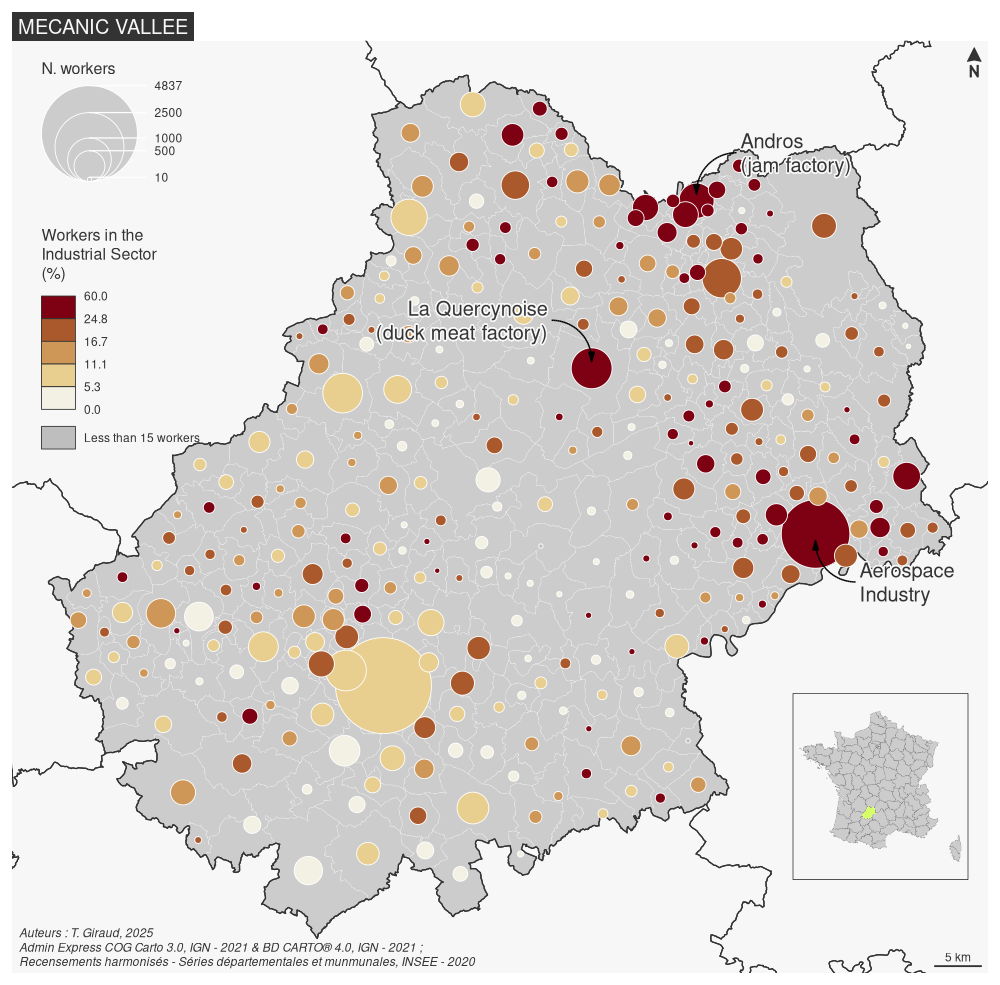 MECANIC VALLEE
N. workers
4837
2500
1000
500
10
N
Andros
(jam factory)
Workers in the
Industrial Sector
(%)
60.0
24.8
16.7
11.1
5.3
0.0
Less than 15 workers
La Quercynoise
(duck meat factory)
Aerospace
Industry
Auteurs : T. Giraud, 2025
Admin Express COG Carto 3.0, IGN - 2021 & BD CARTO® 4.0, IGN - 2021 ;
Recensements harmonisés - Séries départementales et munmunales, INSEE - 2020
5 km